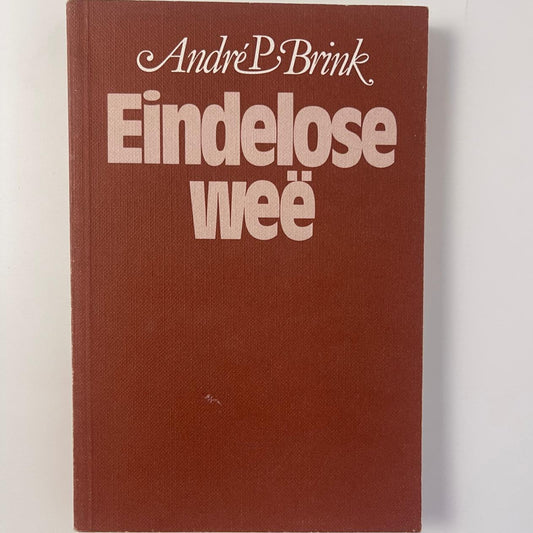 André P Brink
Eindelose
weë